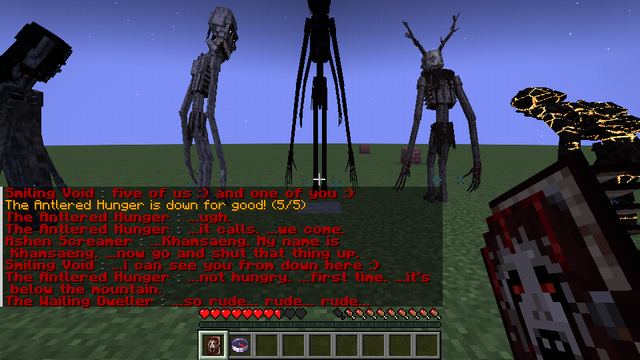 Smiling Void : five of us :) and one of you :)
The Antlered Hunger is down for good! (5/5)
The Antlered Hunger : ...ugh.
The Antlered Hunger : ...it calls. ...we come.
Ashen Screamer : ...Khamsaeng. My name is
Khamsaeng. ...now go and shut that thing up.
Smiling Void : ...i can see you from down here :)
The Antlered Hunger : ...not hungry. ...first time. ...it's
below the mountain.
The Wailing Dweller : ...so rude... rude... rude...